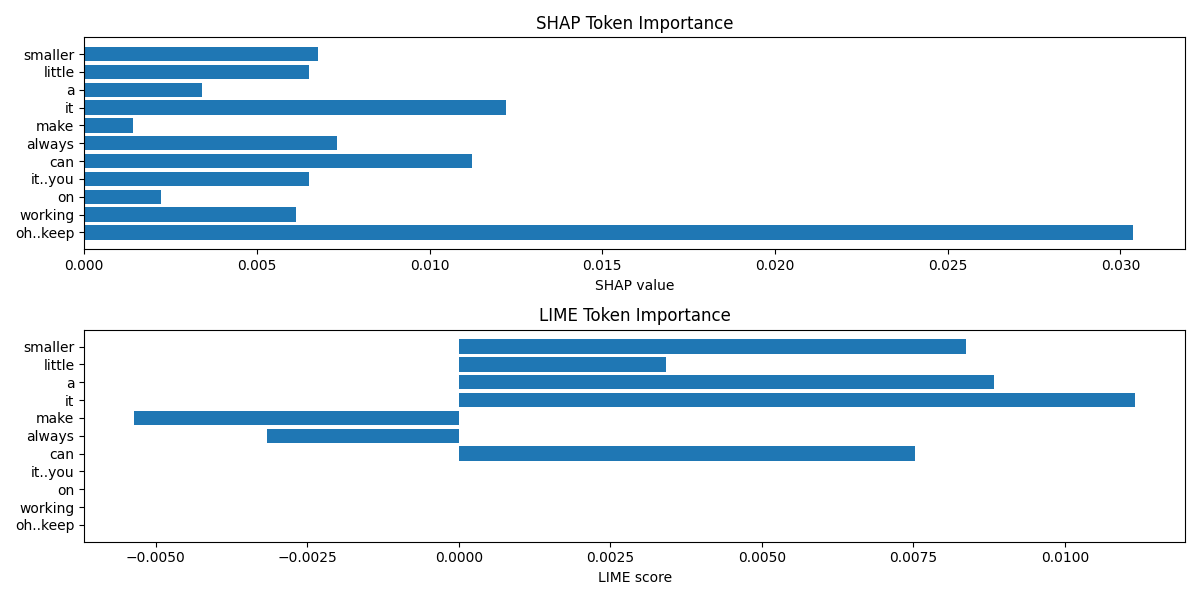 SHAP Token Importance
smaller
little
a
it
make
always
can
it..you
on
working
oh..keep
0.000 0.005 0.010 0.015 0.020 0.025 0.030
SHAP value
LIME Token Importance
smaller
little
a
it
make
always
can
it..you
on
working
oh..keep
−0.0050 −0.0025 0.0000 0.0025 0.0050 0.0075 0.0100
LIME score